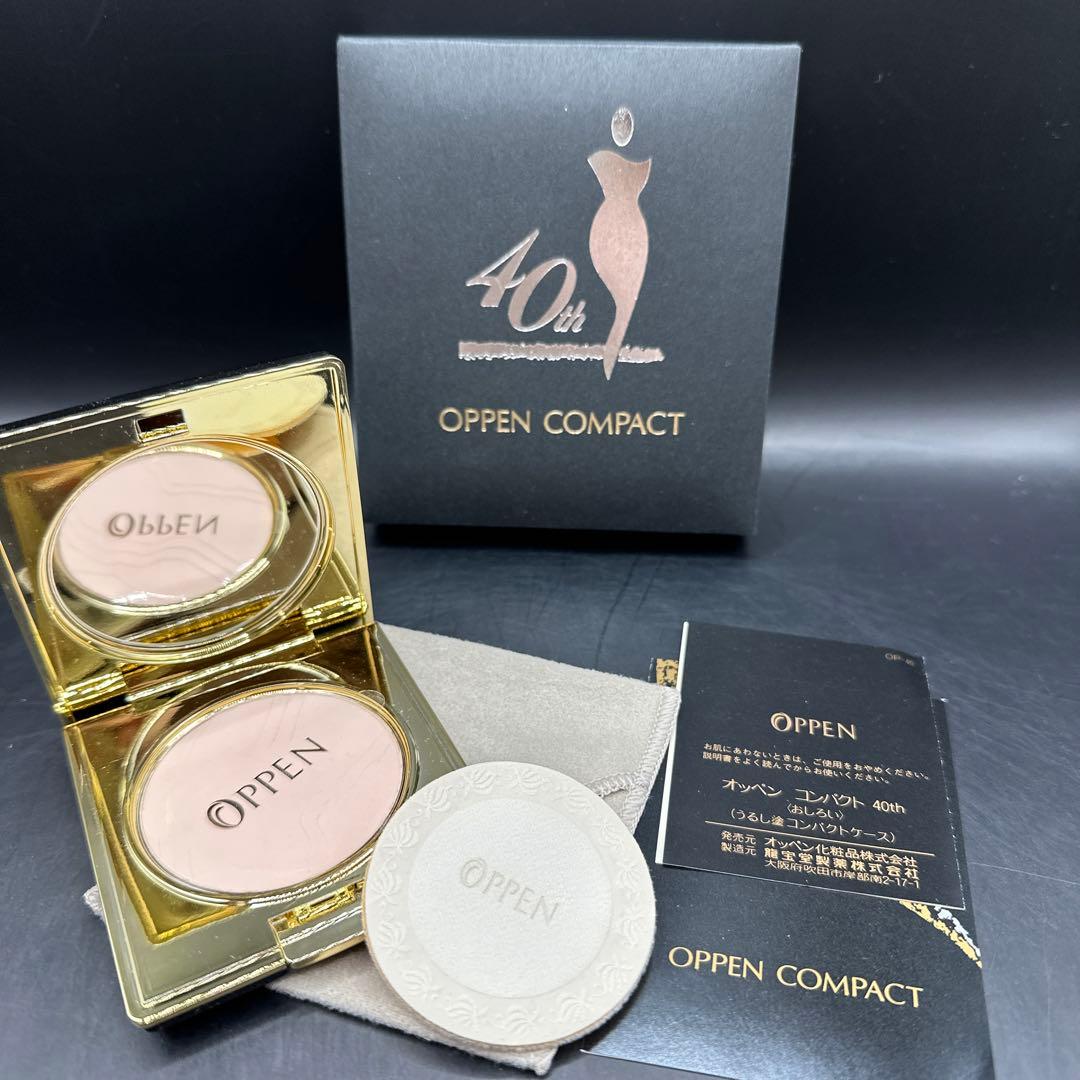 40th
OPPEN COMPACT
OPPEN
OPPEN
OPPEN
OPPEN
お肌にあわないときは、ご使用をおやめください。
説明書をよく読んでからお使いください。
オッペン コンパクト 40th
〈おしろい〉
(うるし塗コンパクトケース)
発売元 オッペン化粧品株式会社
製造元 龍宝堂製薬株式会社
大阪府吹田市岸部南2-17-1
OPPEN COMPACT